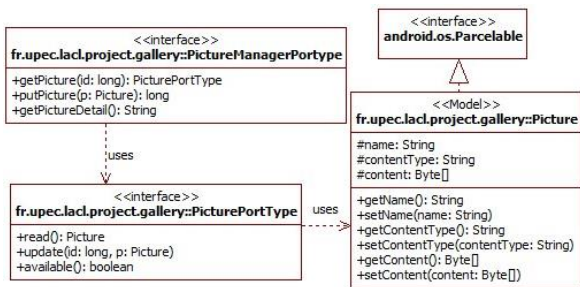 <<interface>>
fr.upec.lacl.project.gallery::PictureManagerPortype
+getPicture(id: long): PicturePortType
+putPicture(p: Picture): long
+getPictureDetail(): String
uses
<<interface>>
fr.upec.lacl.project.gallery::PicturePortType
+read(): Picture
+update(id: long, p: Picture)
+available(): boolean
uses
<<interface>>
android.os.Parcelable
<<Model>>
fr.upec.lacl.project.gallery::Picture
#name: String
#contentType: String
#content: Byte[]
+getName(): String
+setName(name: String)
+getContentType(): String
+setContentType(contentType: String)
+getContent(): Byte[]
+setContent(content: Byte[])